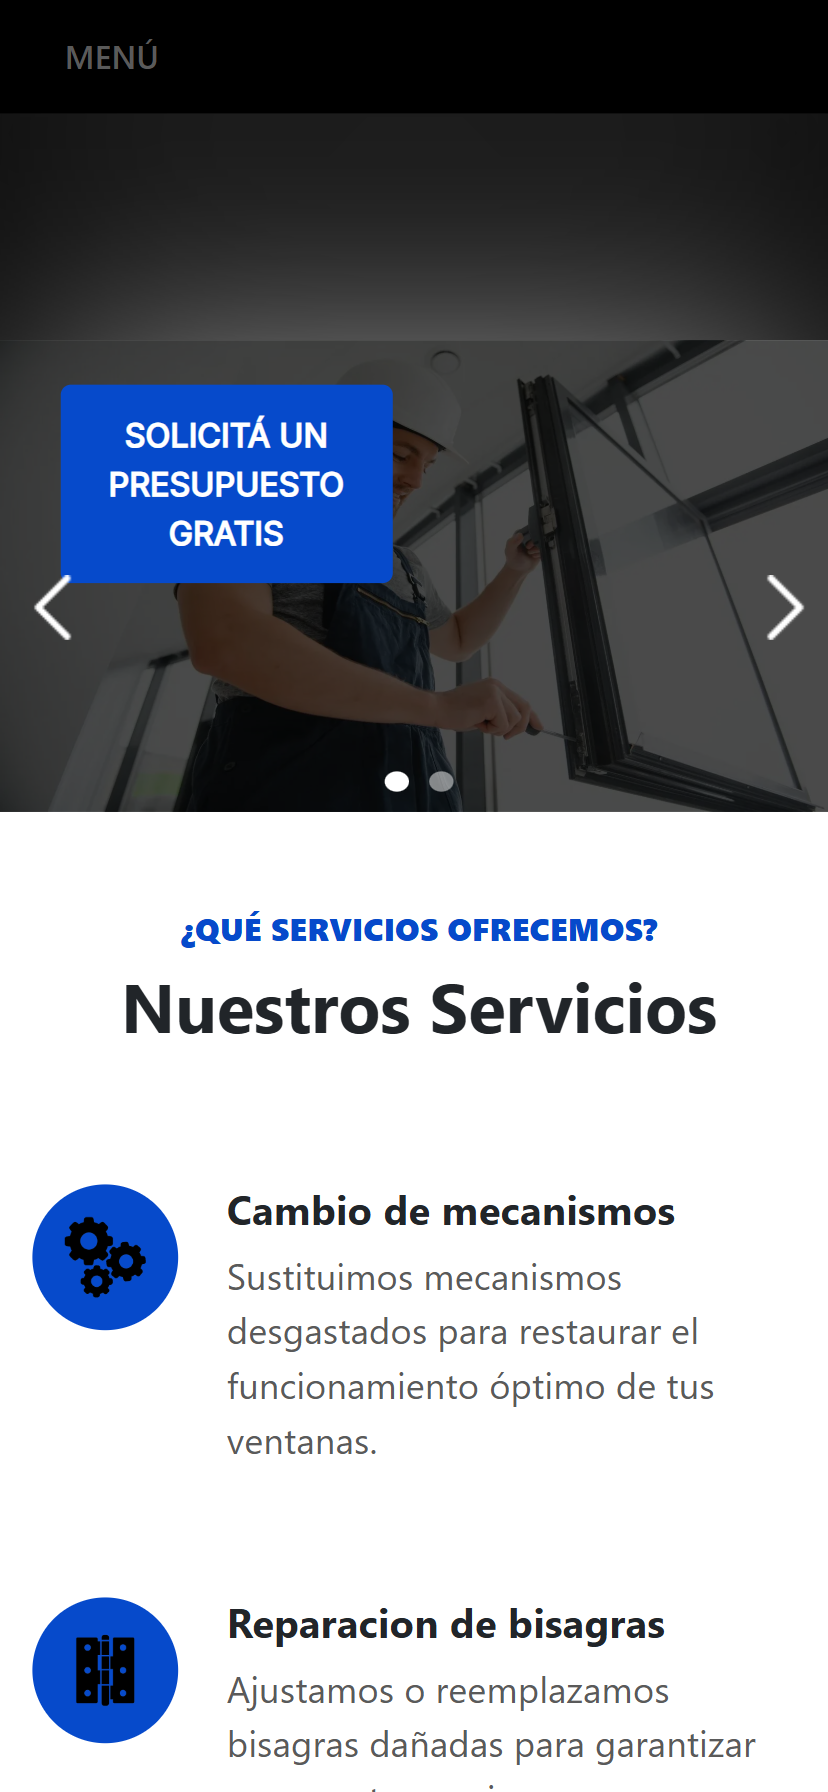 MENÚ
SOLICITÁ UN
PRESUPUESTO
GRATIS
¿QUÉ SERVICIOS OFRECEMOS?
Nuestros Servicios
Cambio de mecanismos
Sustituimos mecanismos
desgastados para restaurar el
funcionamiento óptimo de tus
ventanas.
Reparacion de bisagras
Ajustamos o reemplazamos
bisagras dañadas para garantizar